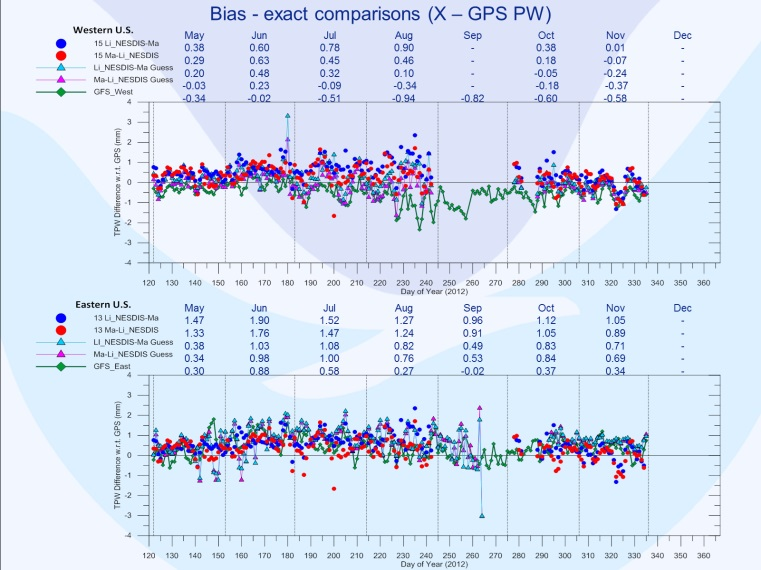 Bias - exact comparisons (X – GPS PW)
Western U.S.
May Jun Jul Aug Sep Oct Nov Dec
15 Li_NESDIS-Ma 0.38 0.60 0.78 0.90 - 0.38 0.01 -
15 Ma-Li_NESDIS 0.29 0.63 0.45 0.46 - 0.18 -0.07 -
Li_NESDIS-Ma Guess 0.20 0.48 0.32 0.10 - -0.05 -0.24 -
Ma-Li_NESDIS Guess -0.03 0.23 -0.09 -0.34 - -0.18 -0.37 -
GFS_West -0.34 -0.02 -0.51 -0.94 -0.82 -0.60 -0.58 -
TPW Difference w.r.t. GPS (mm)
4
3
2
1
0
-1
-2
-3
-4
120 130 140 150 160 170 180 190 200 210 220 230 240 250 260 270 280 290 300 310 320 330 340 350 360
Day of Year (2012)
Eastern U.S.
May Jun Jul Aug Sep Oct Nov Dec
13 Li_NESDIS-Ma 1.47 1.90 1.52 1.27 0.96 1.12 1.05 -
13 Ma-Li_NESDIS 1.33 1.76 1.47 1.24 0.91 1.05 0.89 -
LI_NESDIS-Ma Guess 0.38 1.03 1.08 0.82 0.49 0.83 0.71 -
Ma-Li_NESDIS Guess 0.34 0.98 1.00 0.76 0.53 0.84 0.69 -
GFS_East 0.30 0.88 0.58 0.27 -0.02 0.37 0.34 -
TPW Difference w.r.t. GPS (mm)
4
3
2
1
0
-1
-2
-3
-4
120 130 140 150 160 170 180 190 200 210 220 230 240 250 260 270 280 290 300 310 320 330 340 350 360
Day of Year (2012)